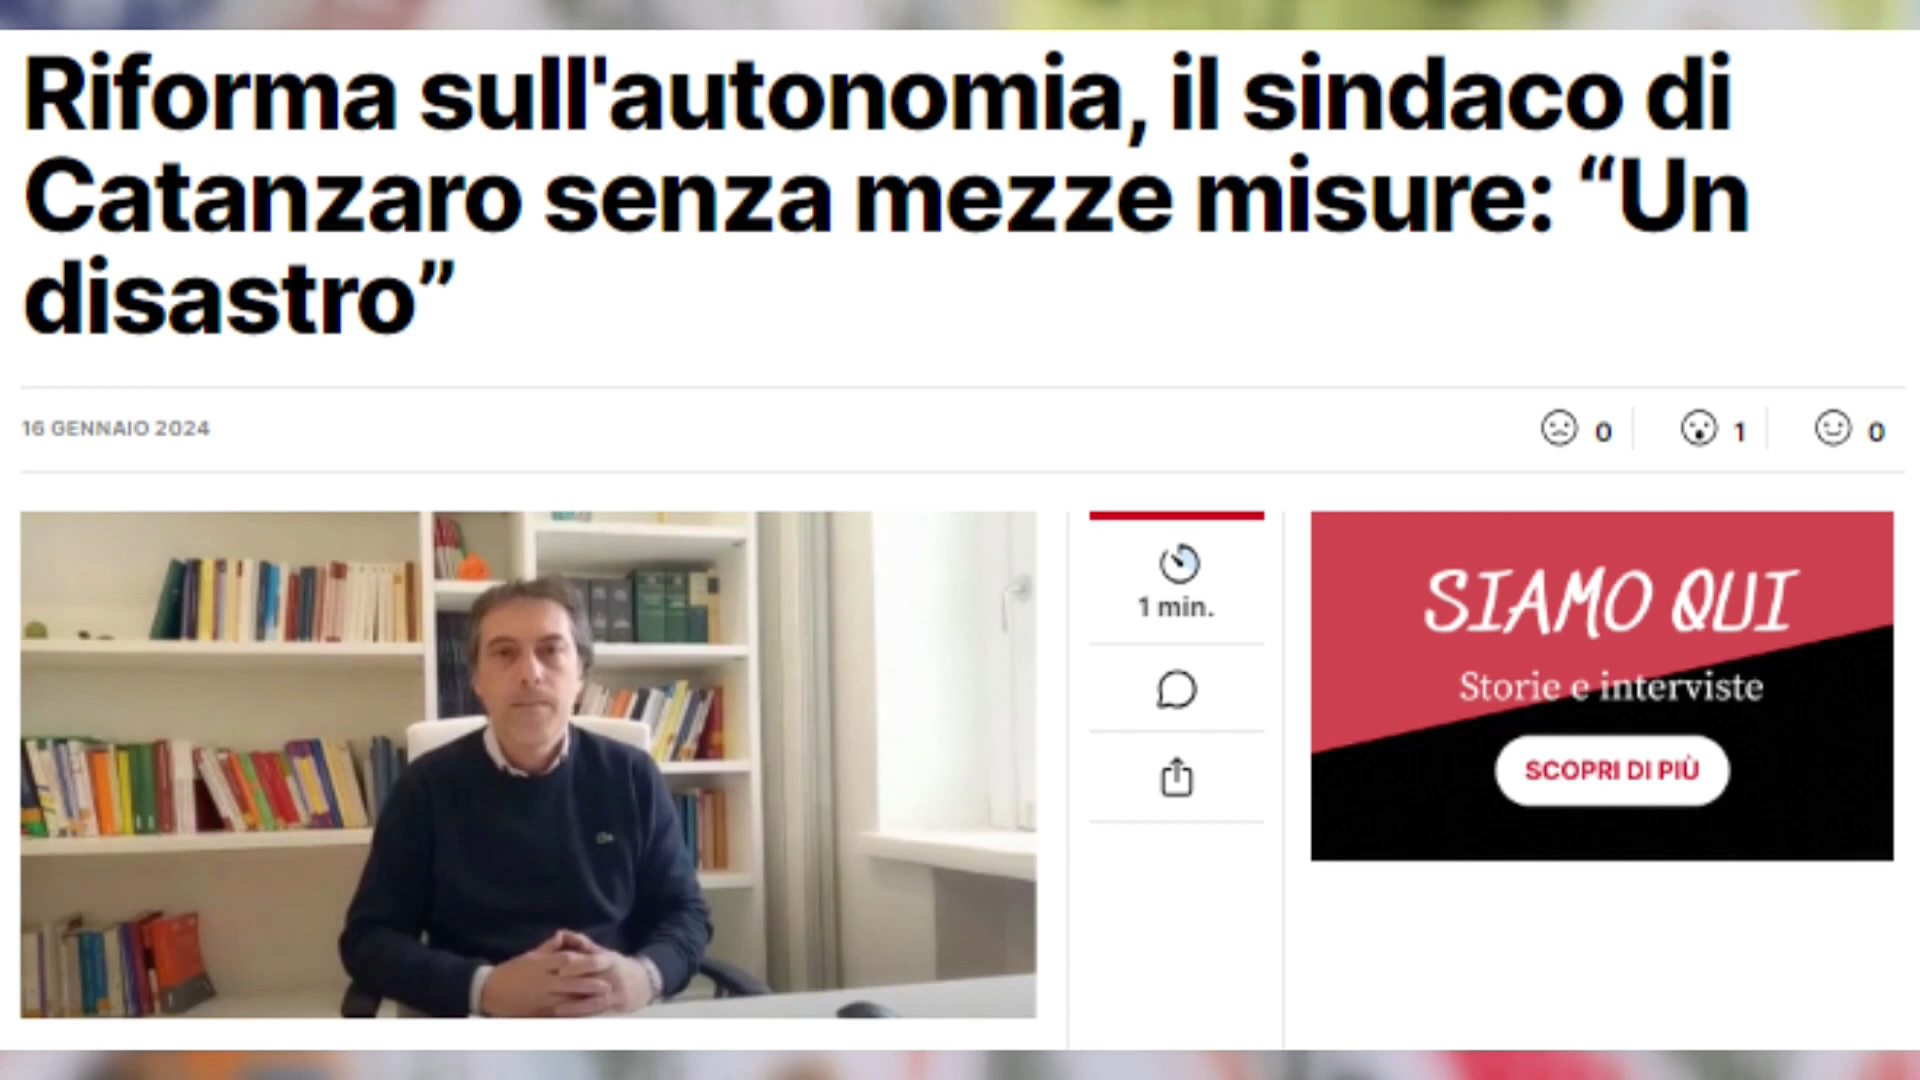 Riforma sull'autonomia, il sindaco di
Catanzaro senza mezze misure: “Un
disastro”
16 GENNAIO 2024
0
1
0
1 min.
SIAMO QUI
Storie e interviste
SCOPRI DI PIÙ